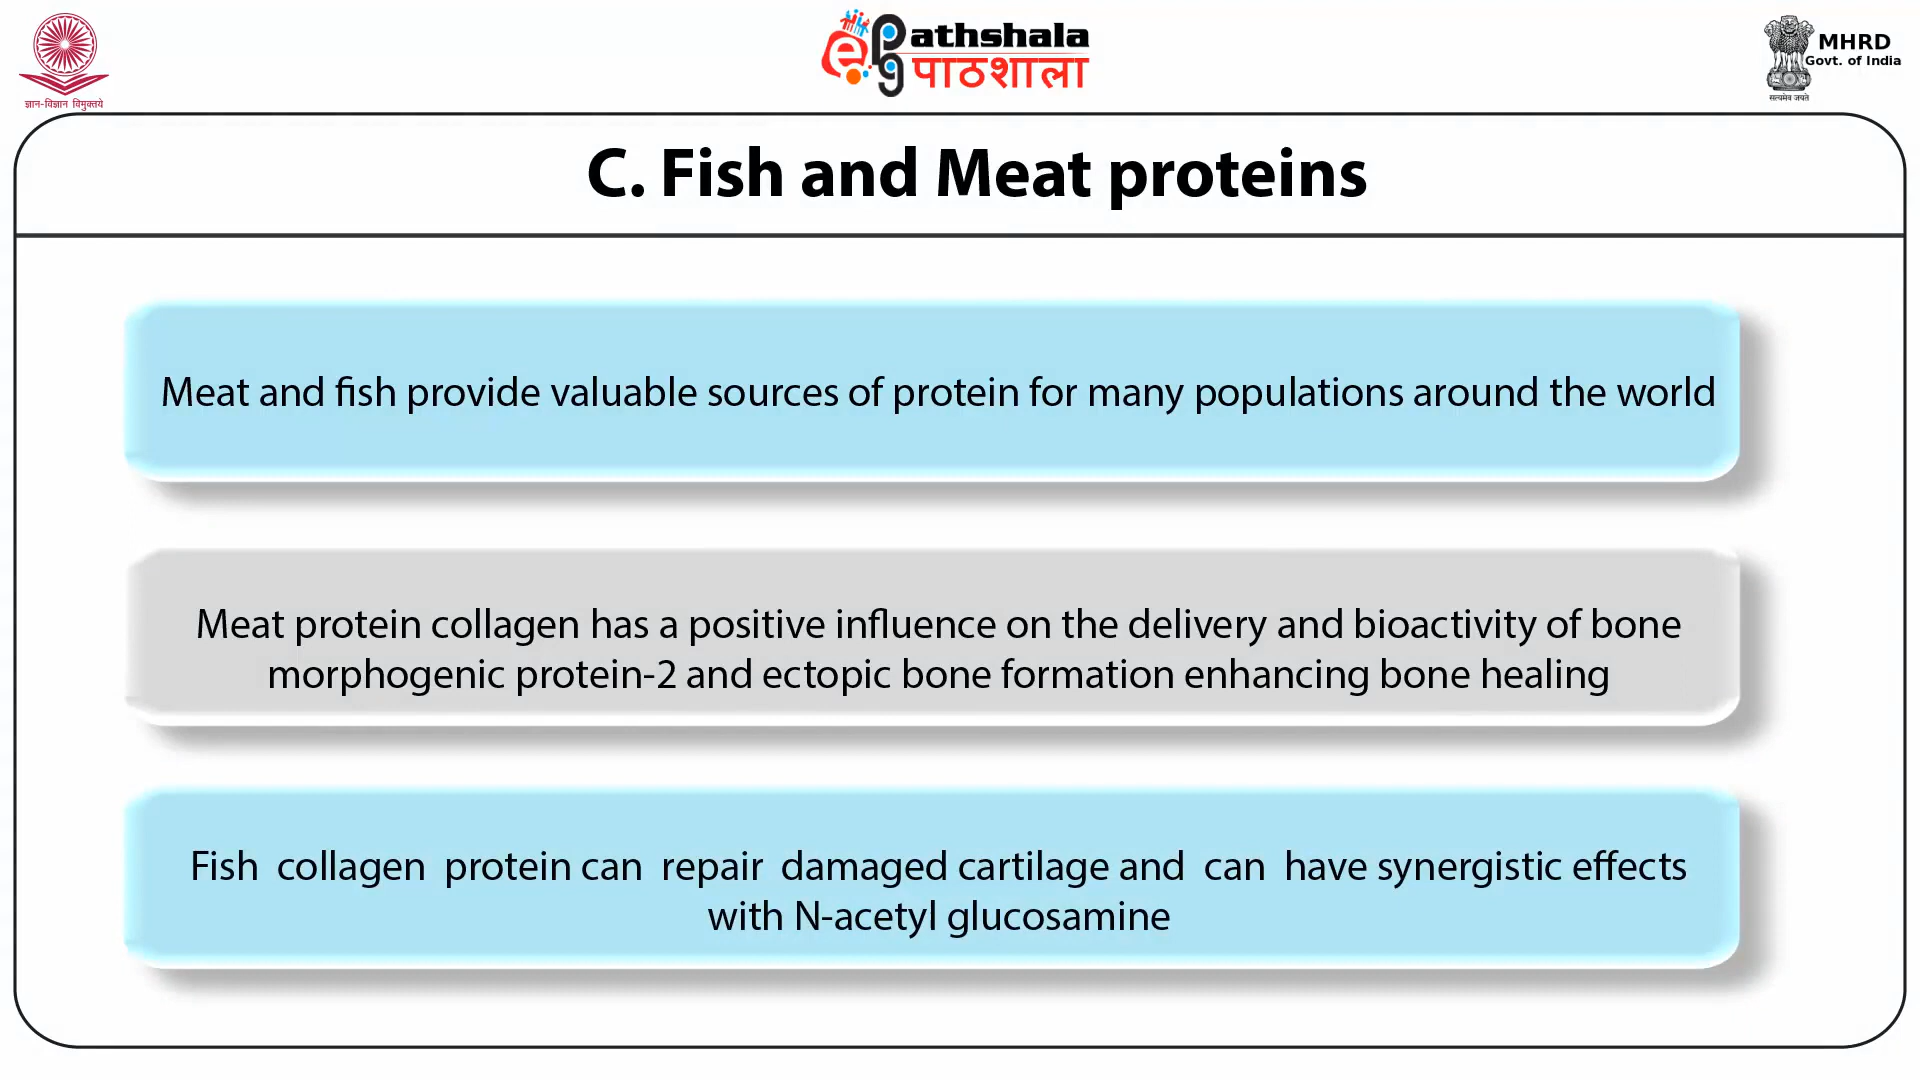 ज्ञान-विज्ञान विमुक्तये
ePathshala
पाठशाला
MHRD
Govt. of India
सत्यमेव जयते
C. Fish and Meat proteins
Meat and fish provide valuable sources of protein for many populations around the world
Meat protein collagen has a positive influence on the delivery and bioactivity of bone
morphogenic protein-2 and ectopic bone formation enhancing bone healing
Fish collagen protein can repair damaged cartilage and can have synergistic effects
with N-acetyl glucosamine